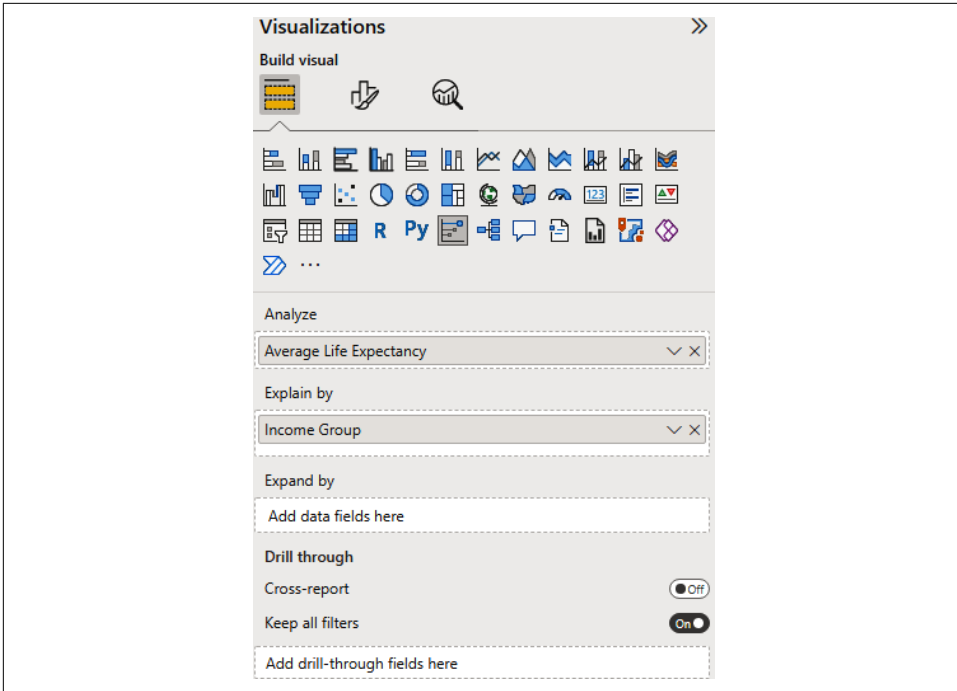 Visualizations
Build visual
123
R Py
...
Analyze
Average Life Expectancy
Explain by
Income Group
Expand by
Add data fields here
Drill through
Cross-report Off
Keep all filters On
Add drill-through fields here